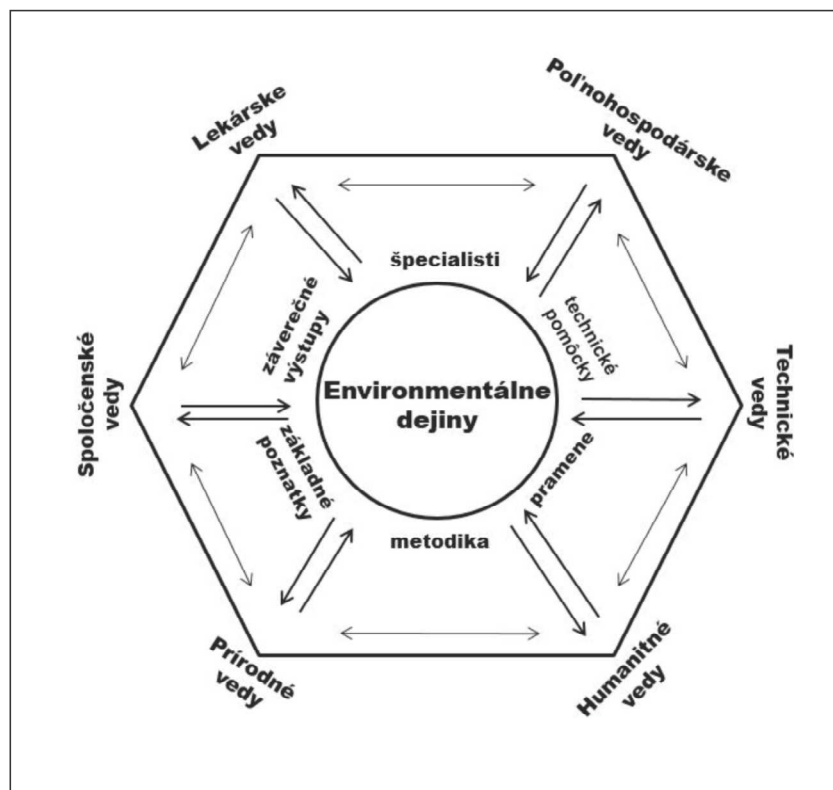 Lekárske
vedy
Poľnohospodárske
vedy
špecialisti
záverečné
výstupy
technické
pomôcky
Spoločenské
vedy
Environmentálne
dejiny
Technické
vedy
základné
poznatky
pramene
metodika
Prírodné
vedy
Humanitné
vedy